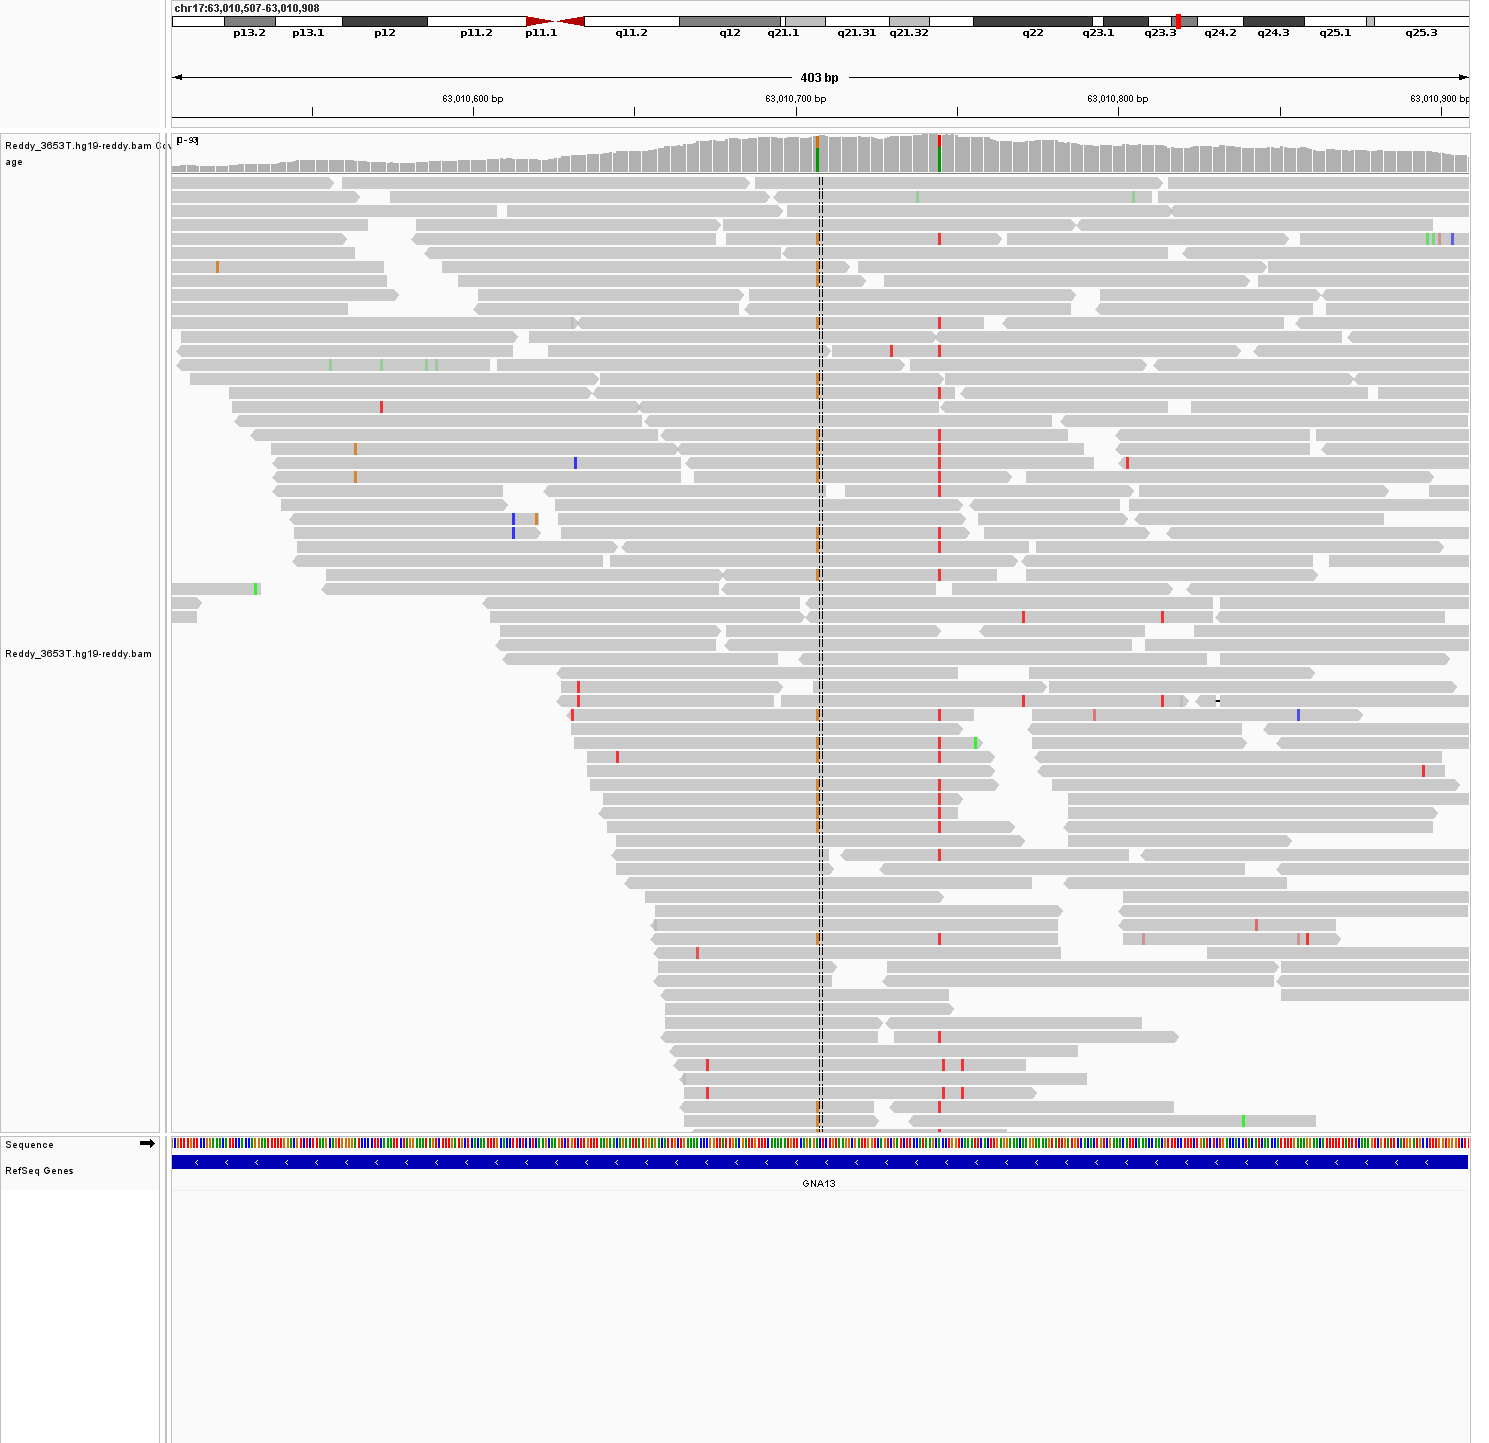 chr17:63,010,507-63,010,908
p13.2 p13.1 p12 p11.2 p11.1 q11.2 q12 q21.1 q21.31 q21.32 q22 q23.1 q23.3 q24.2 q24.3 q25.1 q25.3
403 bp
63,010,600 bp 63,010,700 bp 63,010,800 bp 63,010,900 bp
Reddy_3653T.hg19-reddy.bam Cov
age
[0-93]
Reddy_3653T.hg19-reddy.bam
Sequence
RefSeq Genes
GNA13